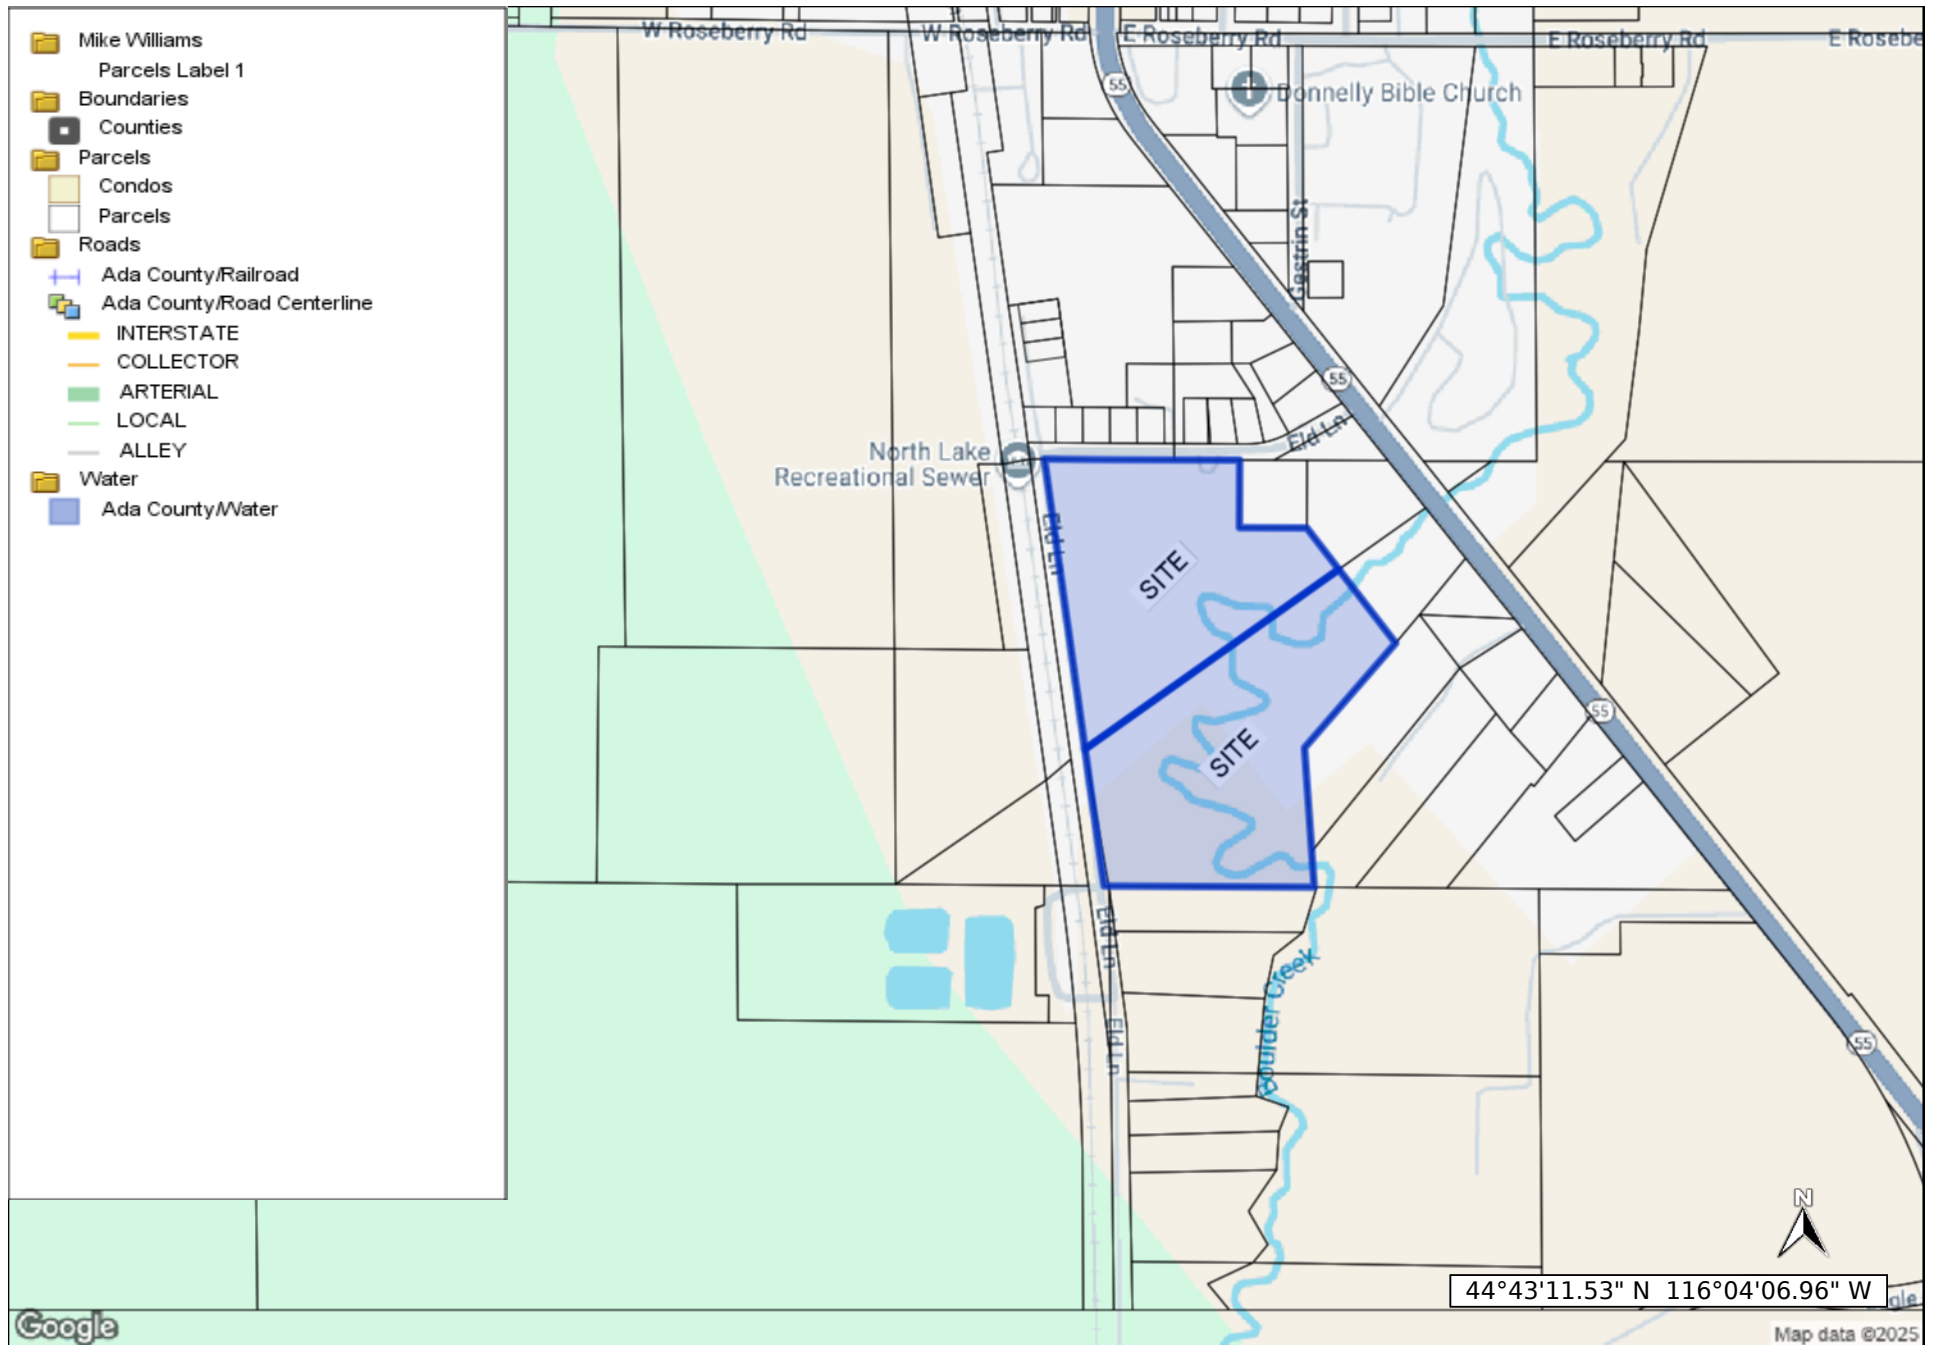 Mike Williams
Parcels Label 1
Boundaries
Counties
Parcels
Condos
Parcels
Roads
Ada County/Railroad
Ada County/Road Centerline
INTERSTATE
COLLECTOR
ARTERIAL
LOCAL
ALLEY
Water
Ada County/Water
W Roseberry Rd
W Roseberry Rd
E Roseberry Rd
E Roseberry Rd
E Rosebe
55
Donnelly Bible Church
Gestrin St
55
Eld Ln
North Lake
Recreational Sewer
Eld Ln
SITE
SITE
55
Eld Ln
Boulder Creek
Eld Ln
55
N
44°43'11.53" N 116°04'06.96" W
gle
Google
Map data ©2025